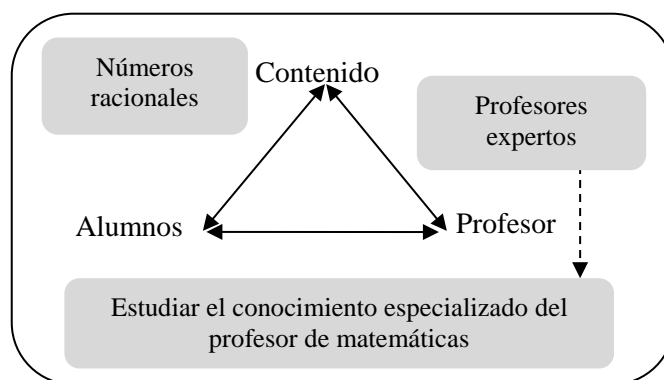 Números
racionales
Contenido
Profesores
expertos
Alumnos
Profesor
Estudiar el conocimiento especializado del
profesor de matemáticas